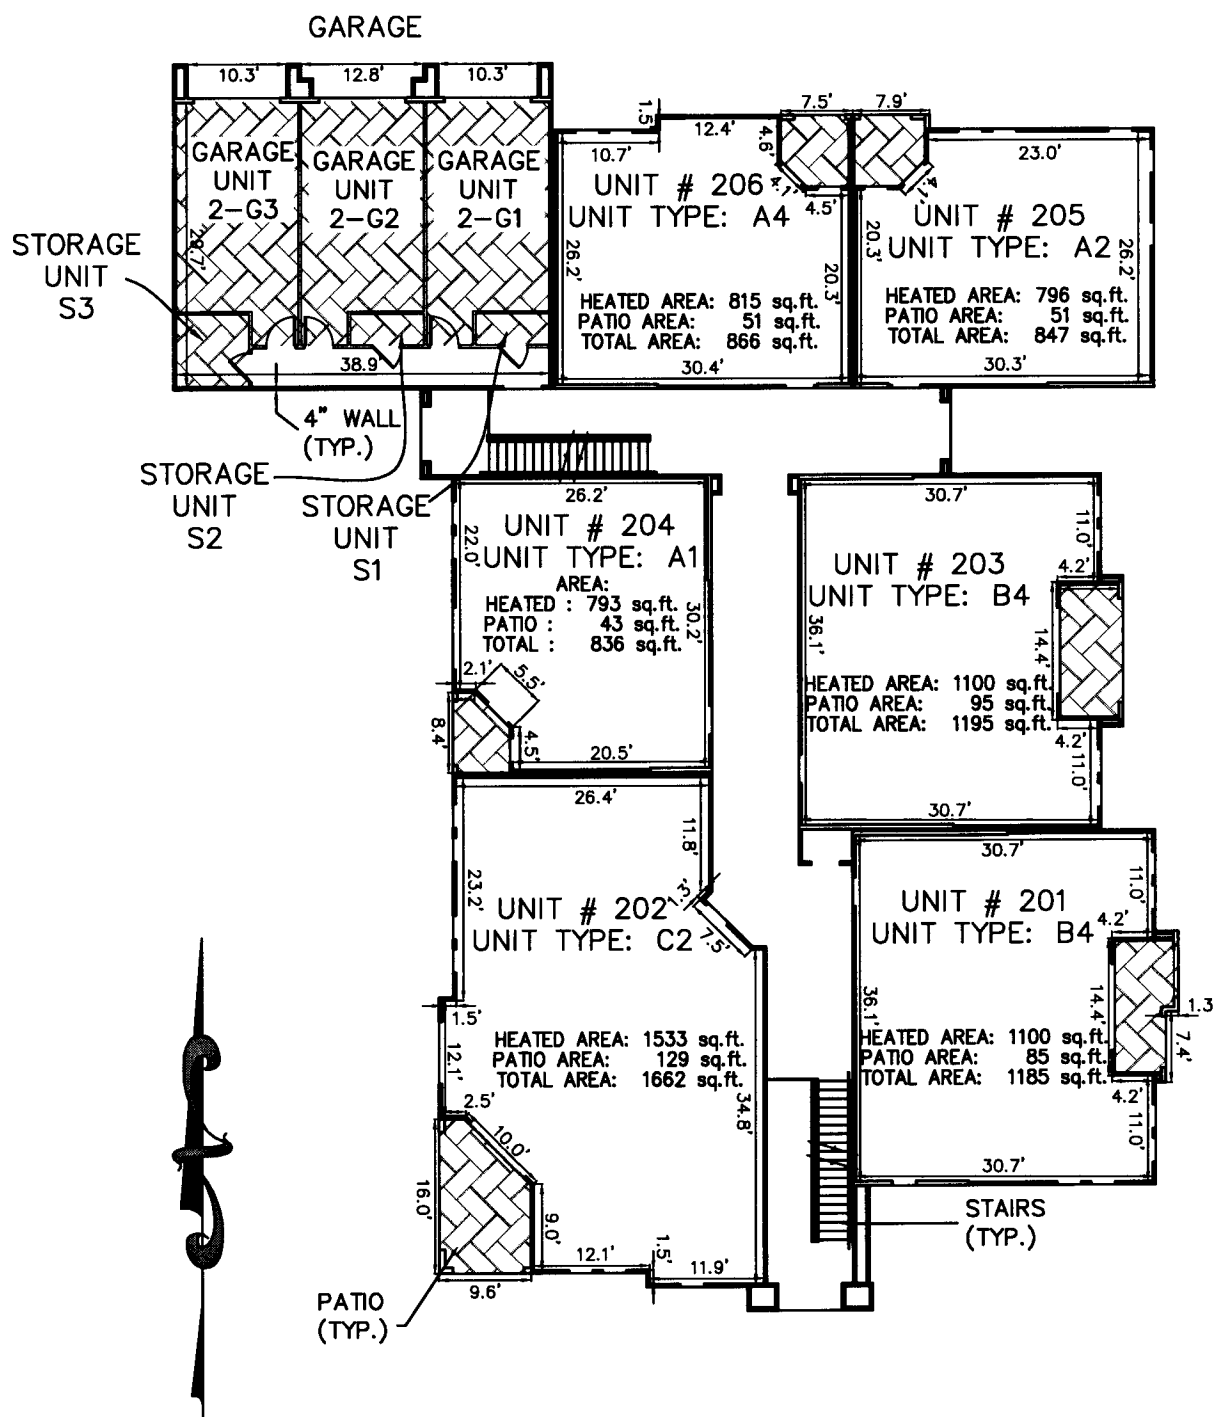 GARAGE
10.3'
12.8'
10.3'
GARAGE
UNIT
2-G3
GARAGE
UNIT
2-G2
GARAGE
UNIT
2-G1
29.7'
38.9'
STORAGE
UNIT
S3
4" WALL
(TYP.)
STORAGE
UNIT
S2
STORAGE
UNIT
S1
1.5'
12.4'
7.5'
7.9'
10.7'
4.6'
4.5'
4.1'
23.0'
UNIT # 206
UNIT TYPE: A4
26.2'
20.3'
HEATED AREA: 815 sq.ft.
PATIO AREA: 51 sq.ft.
TOTAL AREA: 866 sq.ft.
30.4'
UNIT # 205
UNIT TYPE: A2
20.3'
26.2'
HEATED AREA: 796 sq.ft.
PATIO AREA: 51 sq.ft.
TOTAL AREA: 847 sq.ft.
30.3'
26.2'
UNIT # 204
UNIT TYPE: A1
22.0'
AREA:
HEATED : 793 sq.ft.
PATIO : 43 sq.ft.
TOTAL : 836 sq.ft.
30.2'
2.1'
5.5'
8.4'
4.5'
20.5'
30.7'
11.0'
UNIT # 203
UNIT TYPE: B4
4.2'
36.1'
14.4'
HEATED AREA: 1100 sq.ft.
PATIO AREA: 95 sq.ft.
TOTAL AREA: 1195 sq.ft.
4.2'
11.0'
30.7'
26.4'
11.8'
23.2'
1.3'
7.5'
UNIT # 202
UNIT TYPE: C2
1.5'
12.1'
HEATED AREA: 1533 sq.ft.
PATIO AREA: 129 sq.ft.
TOTAL AREA: 1662 sq.ft.
34.8'
2.5'
10.0'
16.0'
9.0'
12.1'
1.5'
11.9'
9.6'
PATIO
(TYP.)
30.7'
11.0'
UNIT # 201
4.2'
UNIT TYPE: B4
36.1'
14.4'
1.3
7.4'
HEATED AREA: 1100 sq.ft.
PATIO AREA: 85 sq.ft.
TOTAL AREA: 1185 sq.ft.
4.2'
11.0'
30.7'
STAIRS
(TYP.)